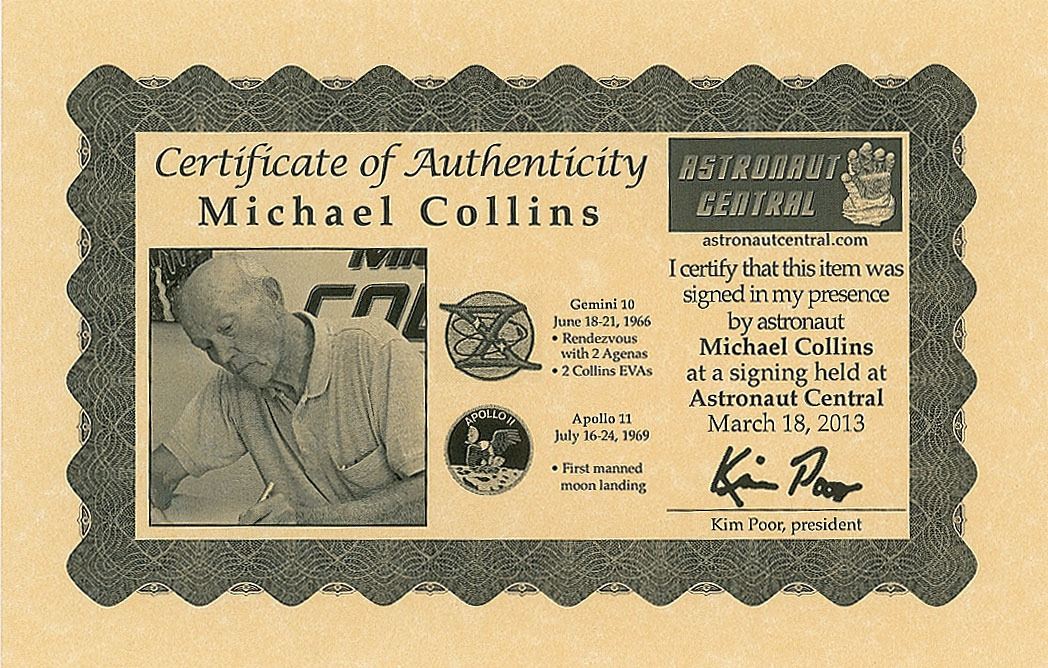 Certificate of Authenticity
Michael Collins
ASTRONAUT
CENTRAL
astronautcentral.com
I certify that this item was
signed in my presence
by astronaut
Michael Collins
at a signing held at
Astronaut Central
March 18, 2013
Kim Poor
Kim Poor, president
Gemini 10
June 18-21, 1966
• Rendezvous
with 2 Agenas
• 2 Collins EVAs
APOLLO 11
Apollo 11
July 16-24, 1969
• First manned
moon landing